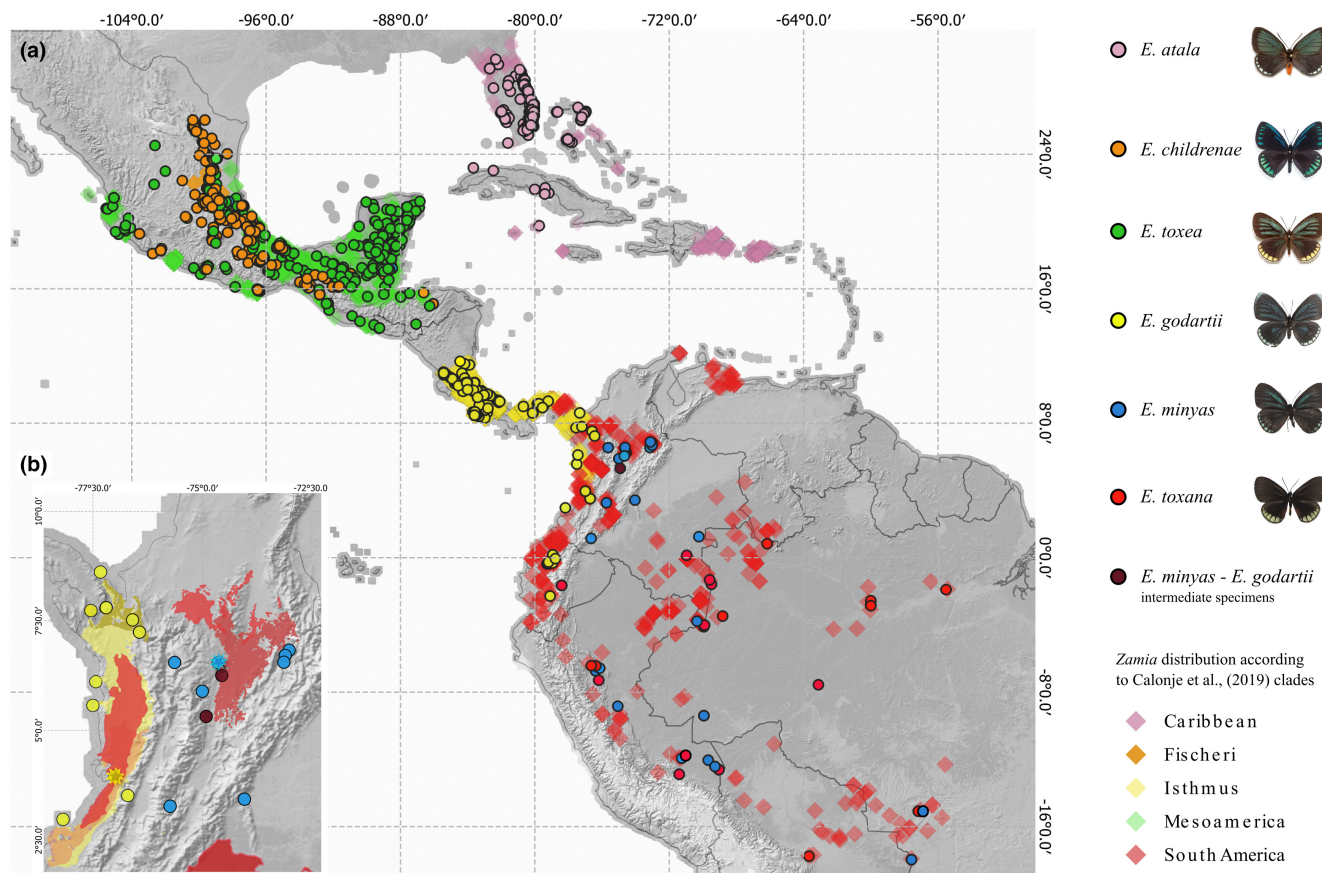 -104°0.0′ -96°0.0′ -88°0.0′ -80°0.0′ -72°0.0′ -64°0.0′ -56°0.0′
(a)
24°0.0′
16°0.0′
8°0.0′
0°0.0′
-8°0.0′
-16°0.0′
(b)
-77°30.0′ -75°0.0′ -72°30.0′
10°0.0′
7°30.0′
5°0.0′
2°30.0′
E. atala
E. childrenae
E. toxea
E. godartii
E. minyas
E. toxana
E. minyas - E. godartii
intermediate specimens
Zamia distribution according
to Calonje et al., (2019) clades
Caribbean
Fischeri
Isthmus
Mesoamerica
South America